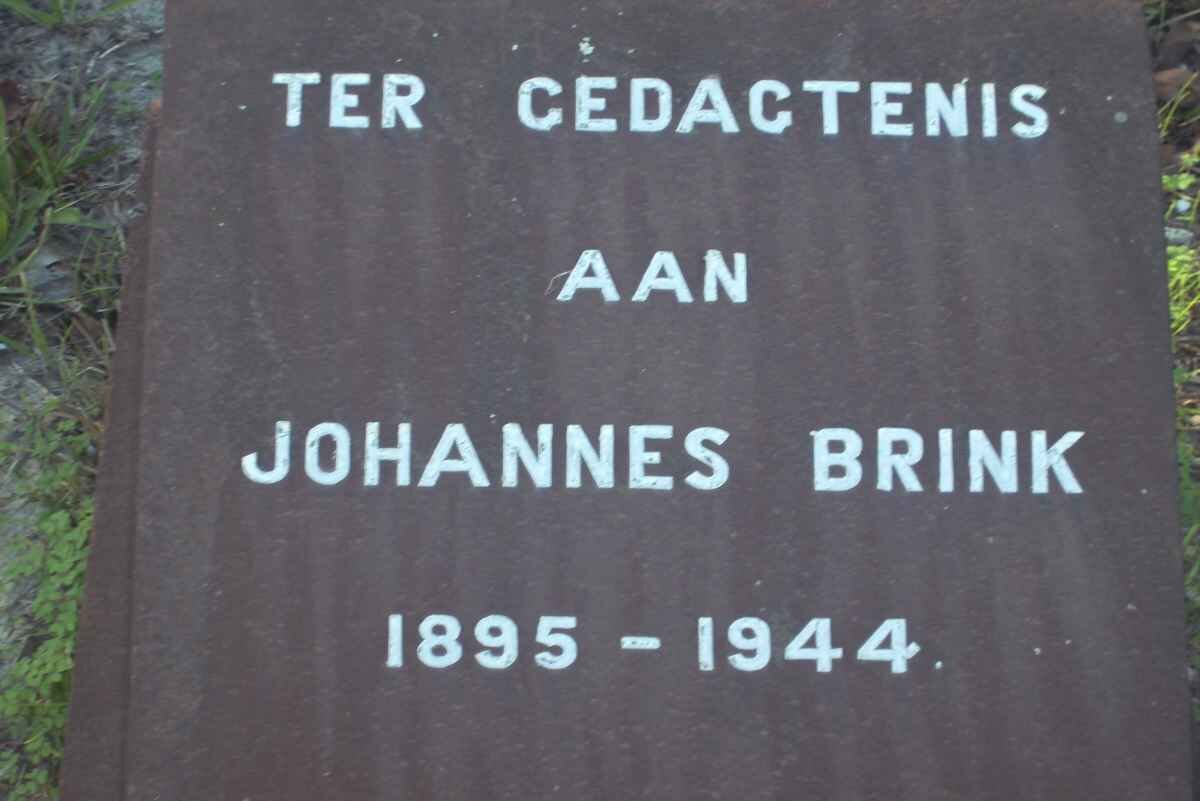 TER GEDACTENIS
AAN
JOHANNES BRINK
1895 - 1944.